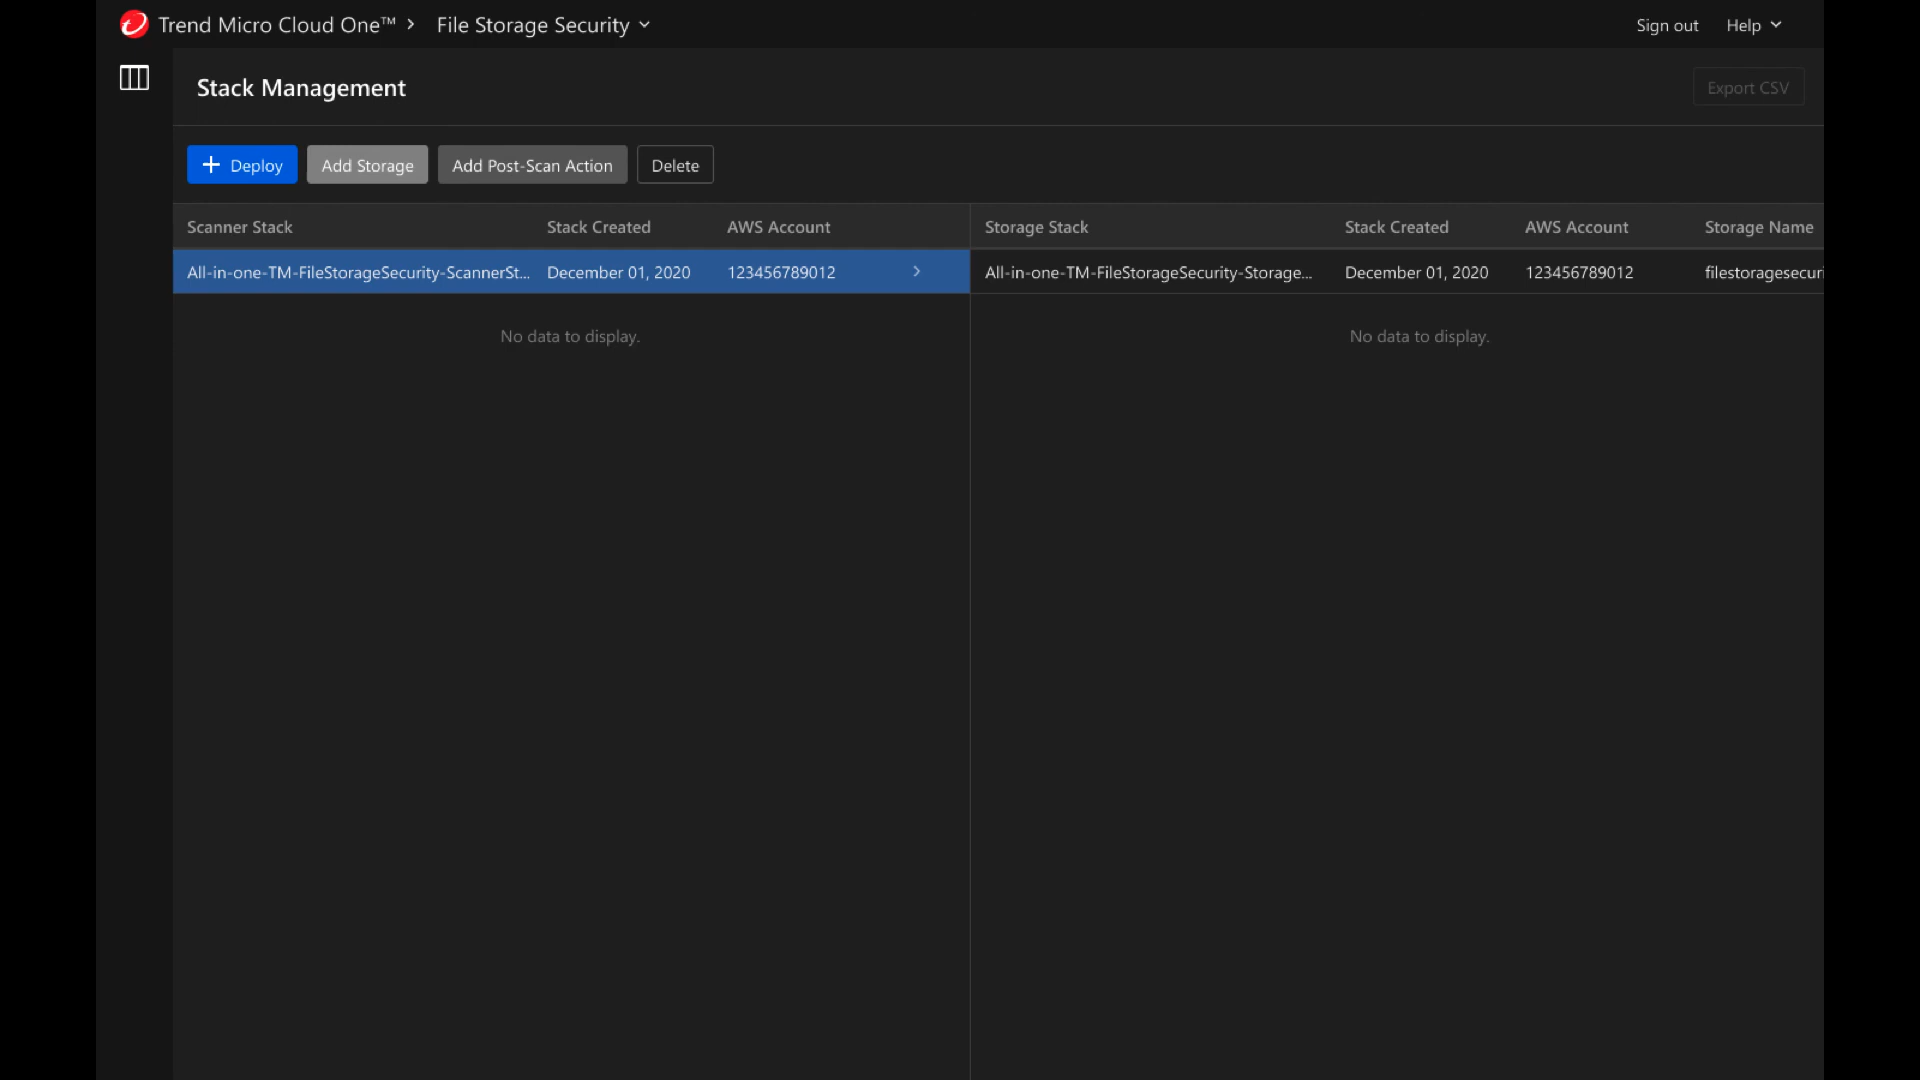 Trend Micro Cloud One™ > File Storage Security
Sign out Help
Stack Management
Export CSV
+ Deploy Add Storage Add Post-Scan Action Delete
Scanner Stack Stack Created AWS Account Storage Stack Stack Created AWS Account Storage Name
All-in-one-TM-FileStorageSecurity-ScannerSt... December 01, 2020 123456789012 All-in-one-TM-FileStorageSecurity-Storage... December 01, 2020 123456789012 filestoragesecuri
No data to display. No data to display.